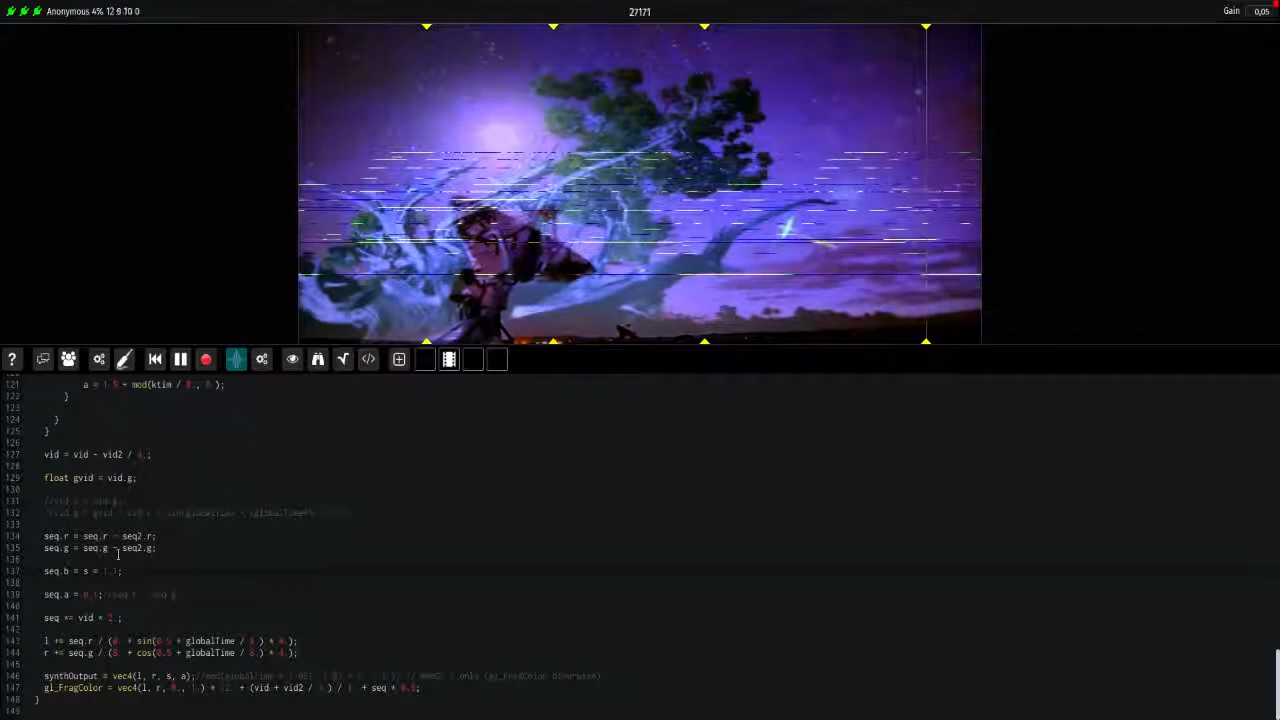 Anonymous 4% 12 9 10 0
27171
Gain 0,05
?
</>
121 a = 1.5 + mod(ktim / 8., 8.);
122 }
123
124 }
125 }
126
127 vid = vid - vid2 / 4.;
128
129 float gvid = vid.g;
130
131
132
133
134 seq.r = seq.r - seq2.r;
135 seq.g = seq.g - seq2.g;
136
137 seq.b = s = 1.1;
138
139 seq.a = 0.1;
140
141 seq *= vid * 2.;
142
143 l += seq.r / (8. + sin(0.5 + globalTime / 4.) * 4.);
144 r += seq.g / (8. + cos(0.5 + globalTime / 8.) * 4.);
145
146 synthOutput = vec4(l, r, s, a);
147 gl_FragColor = vec4(l, r, 0., 1.) * 12. + (vid + vid2 / ) / 1. + seq * 0.5;
148 }
149